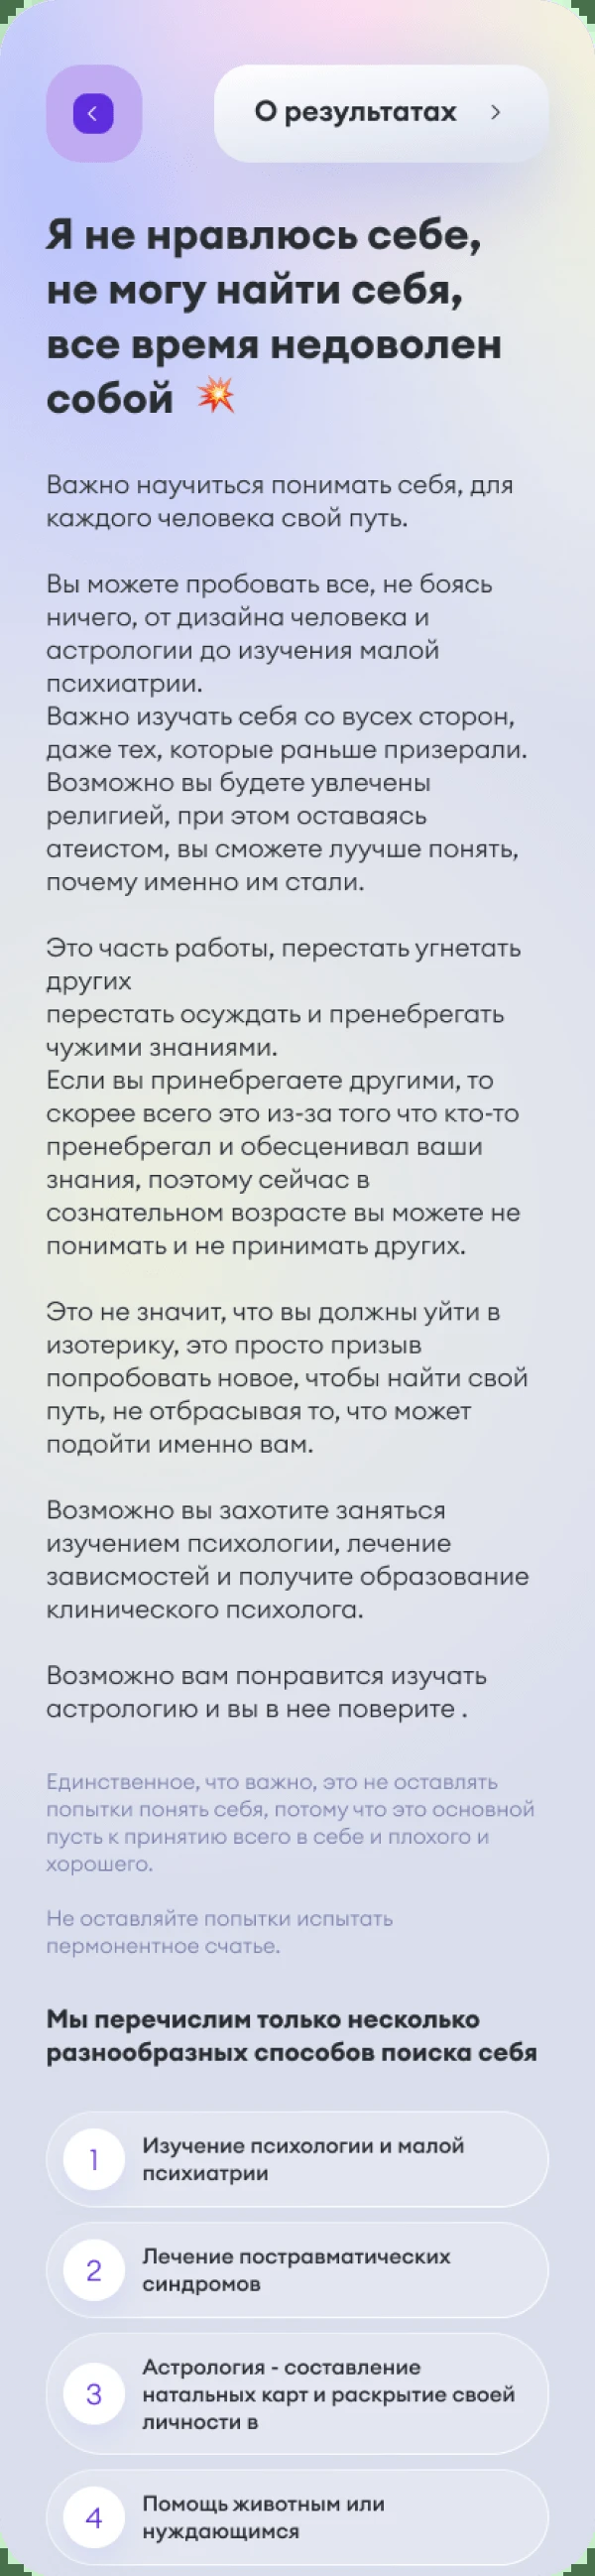 О результатах
Я не нравлюсь себе,
не могу найти себя,
все время недоволен
собой 💥
Важно научиться понимать себя, для
каждого человека свой путь.
Вы можете пробовать все, не боясь
ничего, от дизайна человека и
астрологии до изучения малой
психиатрии.
Важно изучать себя со вусех сторон,
даже тех, которые раньше призерали.
Возможно вы будете увлечены
религией, при этом оставаясь
атеистом, вы сможете луучше понять,
почему именно им стали.
Это часть работы, перестать угнетать
других
перестать осуждать и пренебрегать
чужими знаниями.
Если вы принебрегаете другими, то
скорее всего это из-за того что кто-то
пренебрегал и обесценивал ваши
знания, поэтому сейчас в
сознательном возрасте вы можете не
понимать и не принимать других.
Это не значит, что вы должны уйти в
изотерику, это просто призыв
попробовать новое, чтобы найти свой
путь, не отбрасывая то, что может
подойти именно вам.
Возможно вы захотите заняться
изучением психологии, лечение
зависмостей и получите образование
клинического психолога.
Возможно вам понравится изучать
астрологию и вы в нее поверите .
Единственное, что важно, это не оставлять
попытки понять себя, потому что это основной
пусть к принятию всего в себе и плохого и
хорошего.
Не оставляйте попытки испытать
пермонентное счатье.
Мы перечислим только несколько
разнообразных способов поиска себя
1 Изучение психологии и малой
психиатрии
2 Лечение постравматических
синдромов
3 Астрология - составление
натальных карт и раскрытие своей
личности в
4 Помощь животным или
нуждающимся